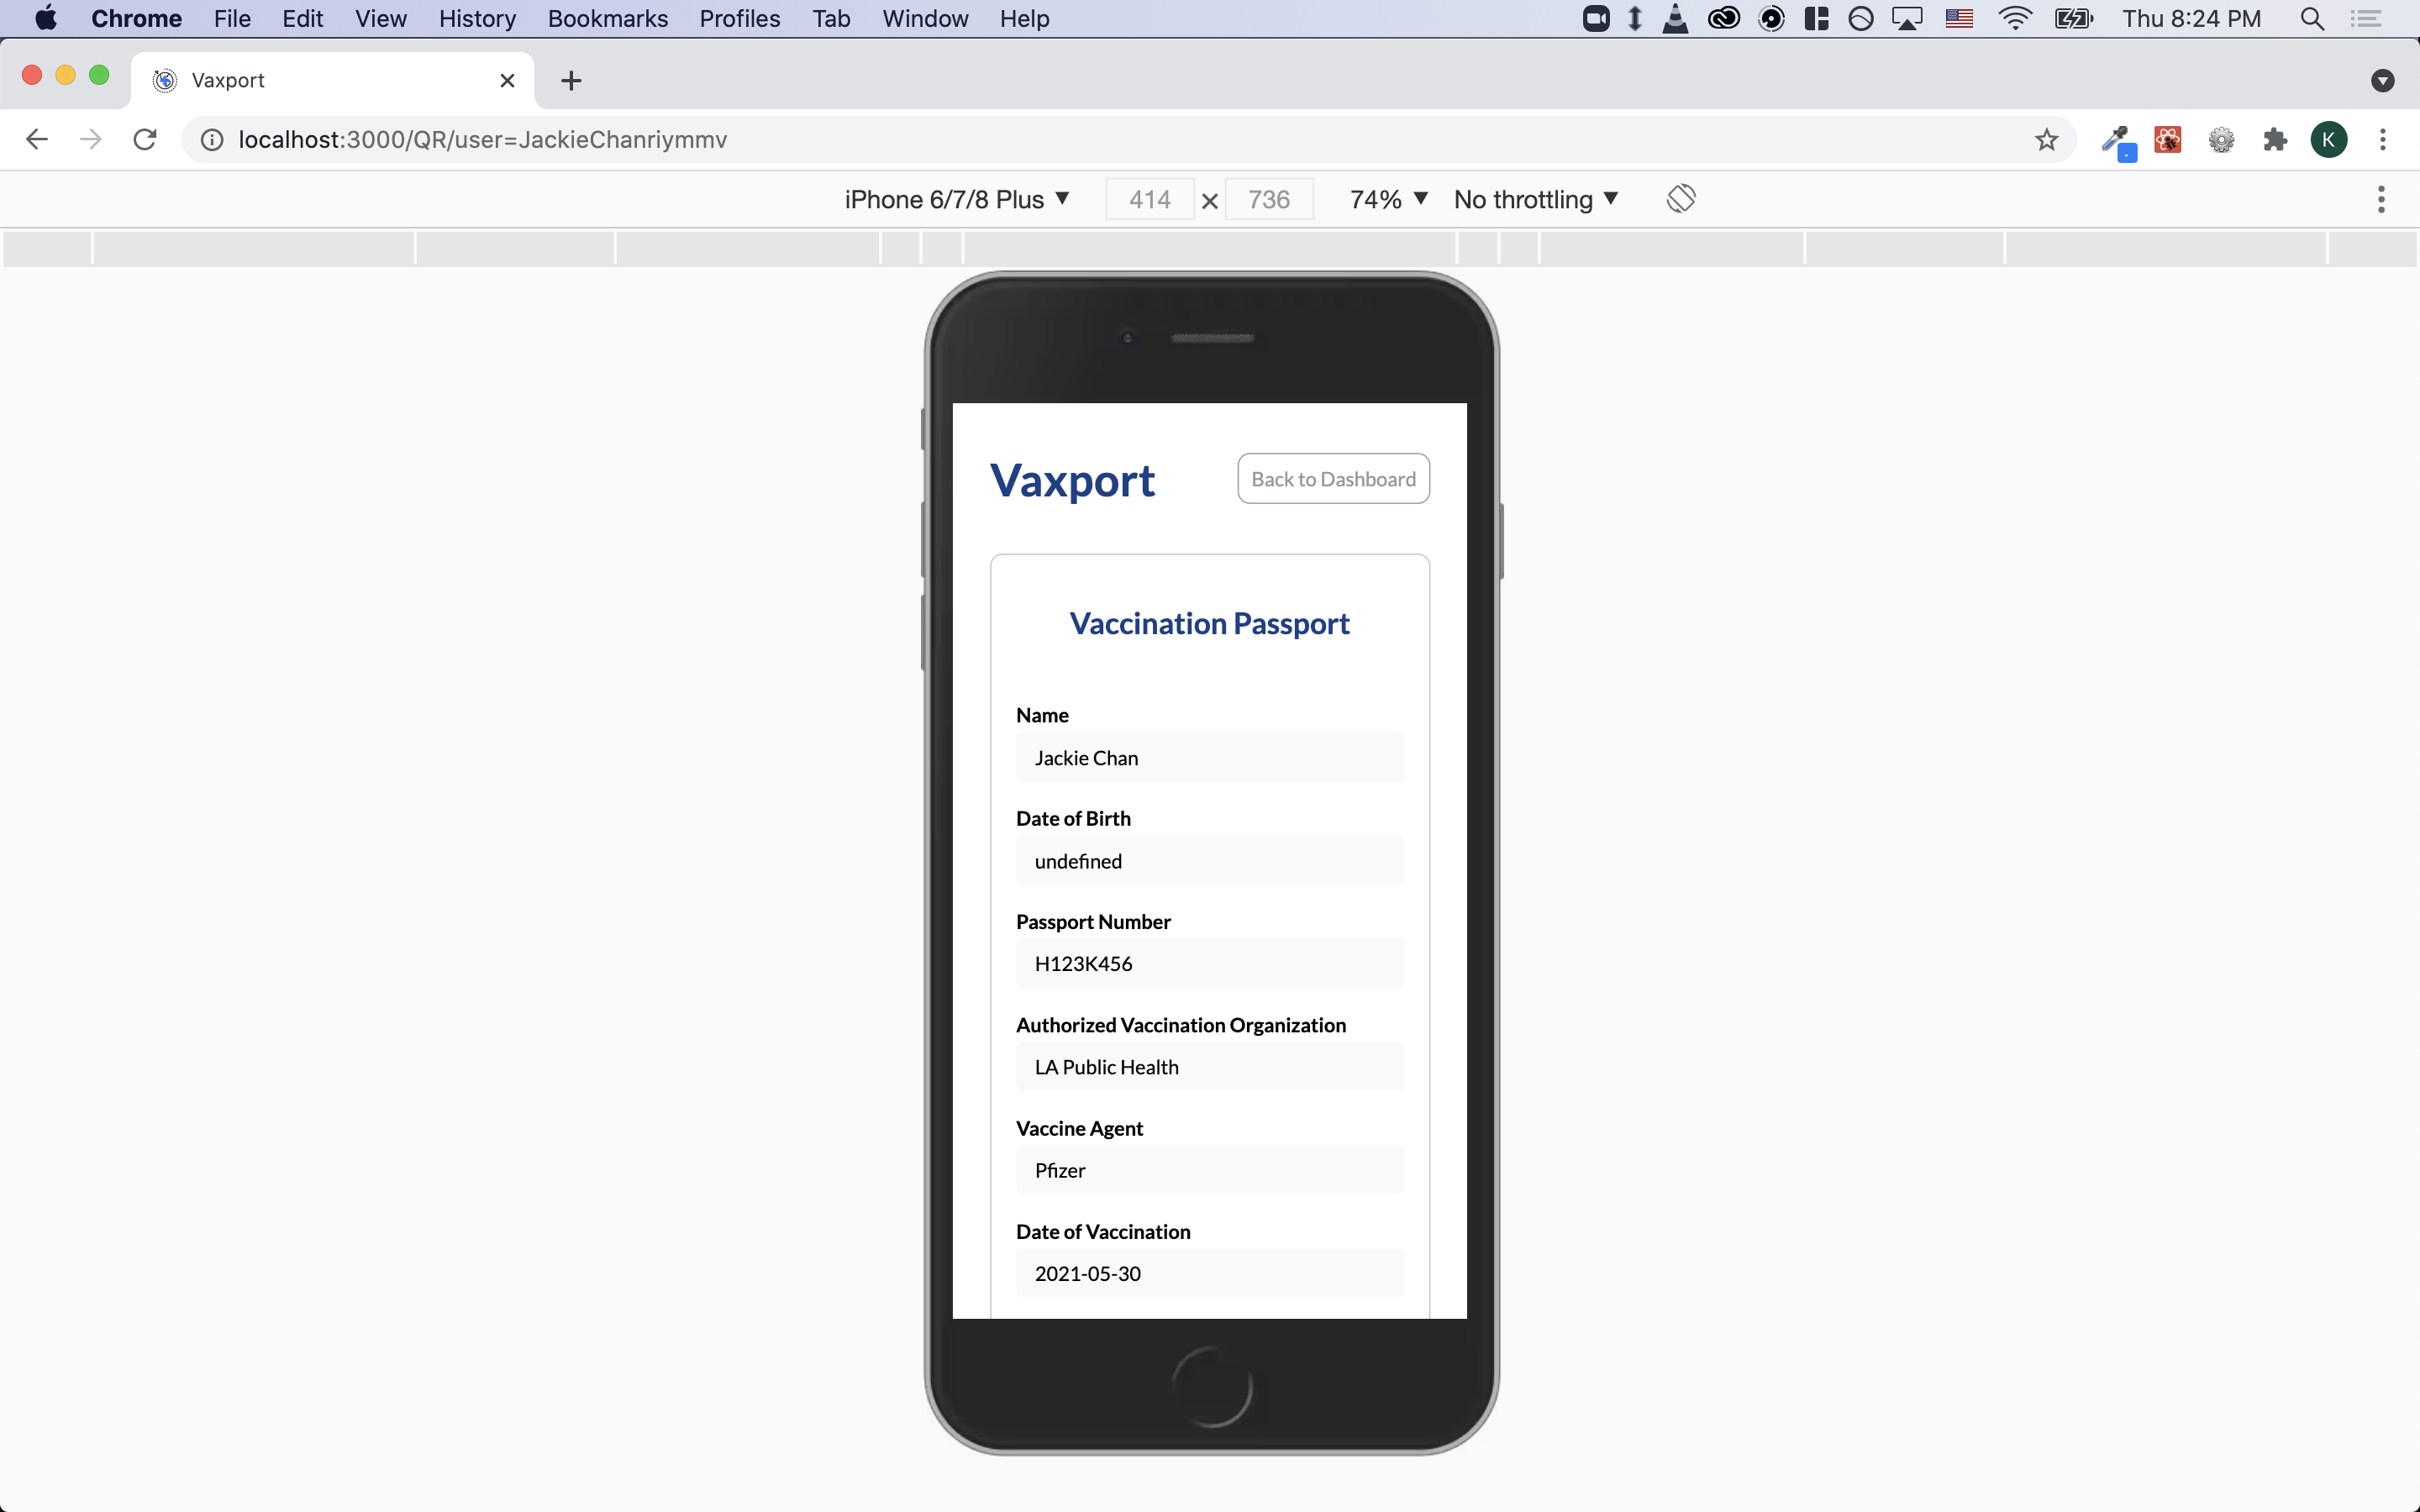 Chrome File Edit View History Bookmarks Profiles Tab Window Help Thu 8:24 PM
Vaxport
localhost:3000/QR/user=JackieChanriymmv K
iPhone 6/7/8 Plus ▼ 414 × 736 74% ▼ No throttling ▼
Vaxport Back to Dashboard
Vaccination Passport
Name
Jackie Chan
Date of Birth
undefined
Passport Number
H123K456
Authorized Vaccination Organization
LA Public Health
Vaccine Agent
Pfizer
Date of Vaccination
2021-05-30